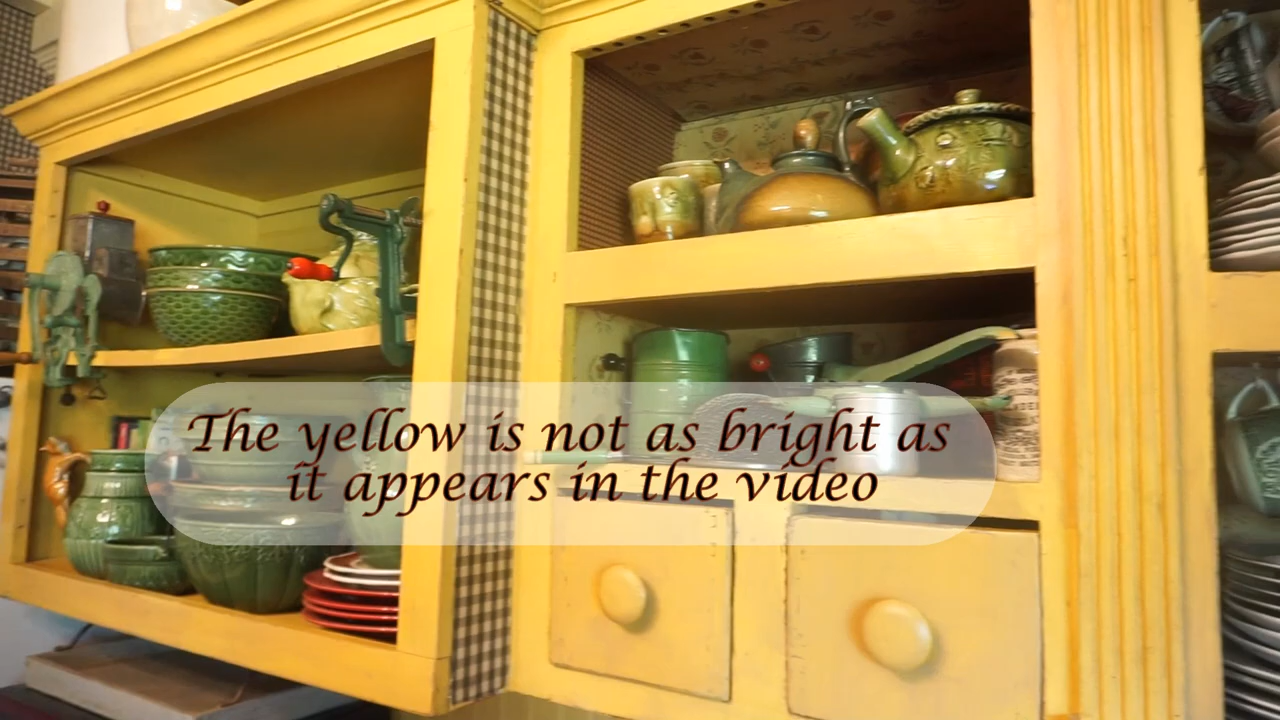 The yellow is not as bright as
it appears in the video